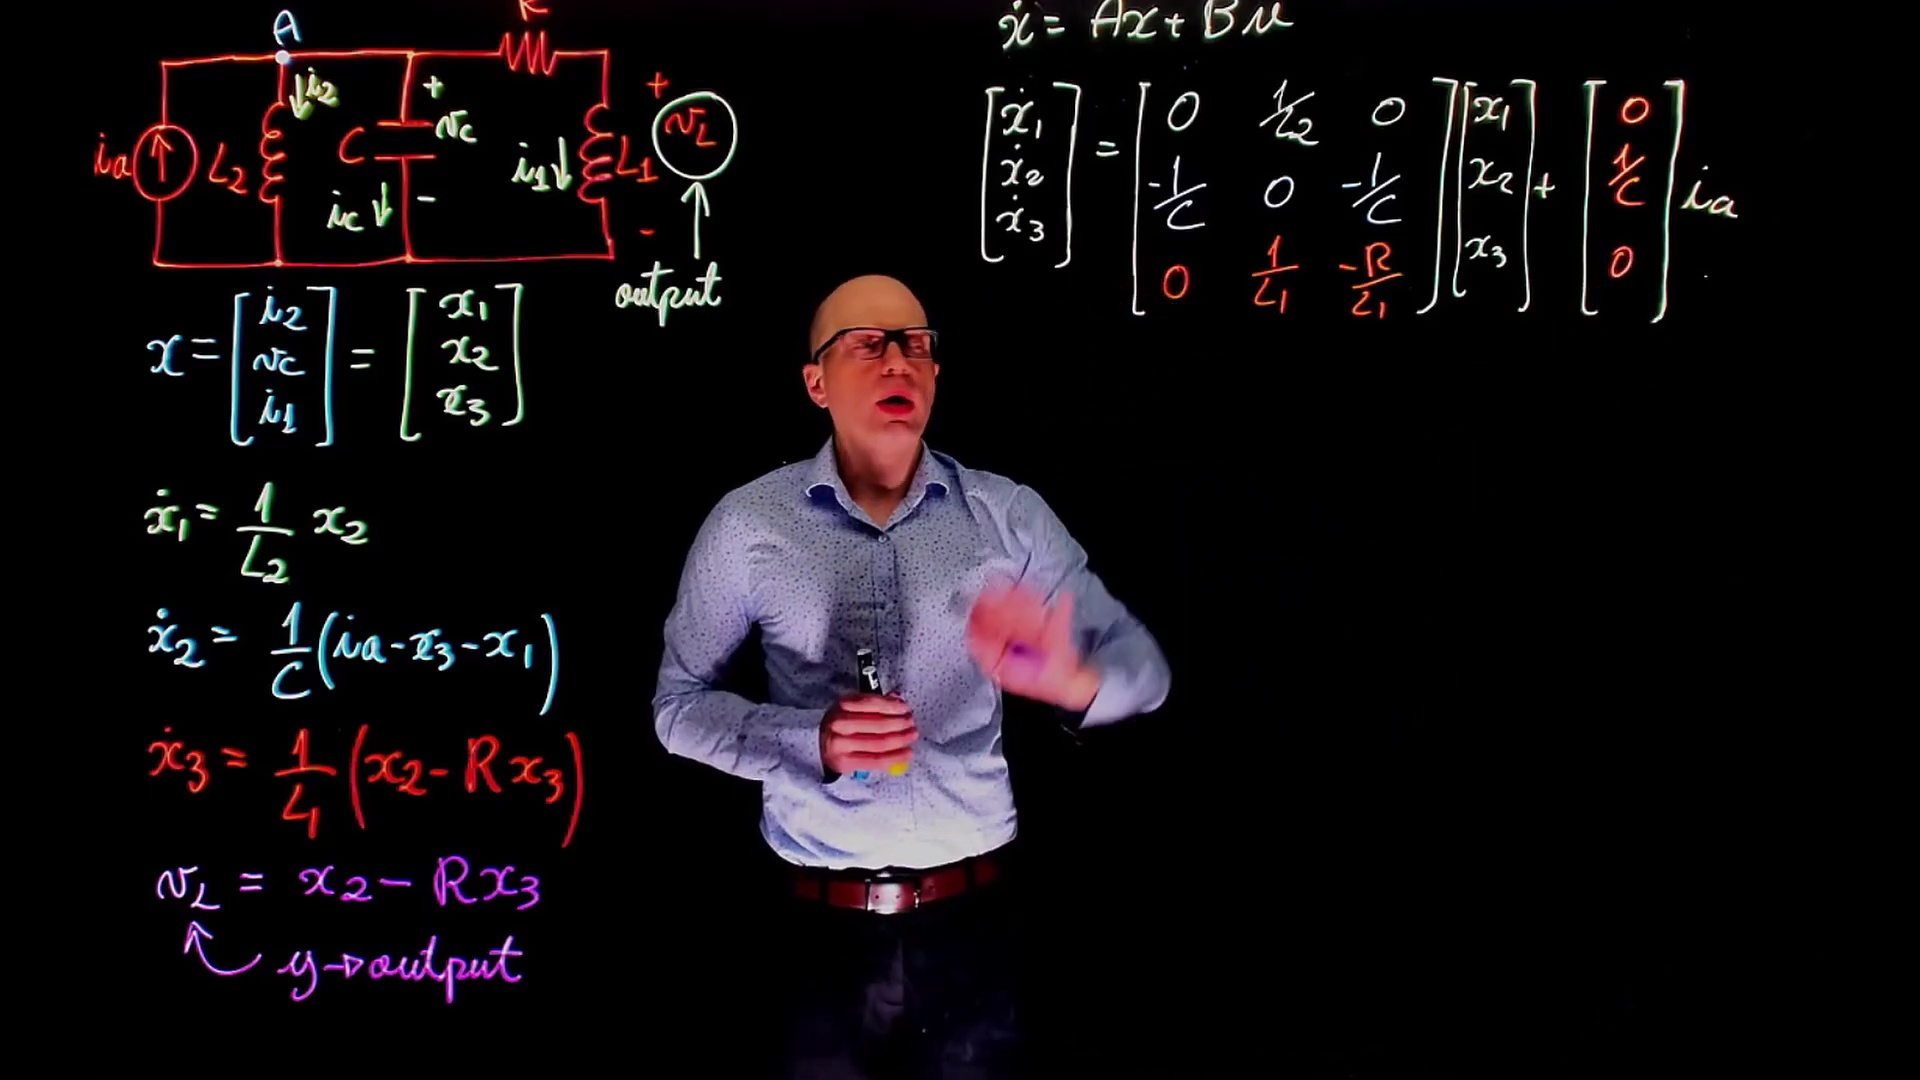 A
R
i2
+
+
ia
L2
C
vc
i1
L1
vL
ic
-
-
output
x = [i2 vc i1] = [x1 x2 x3]
ẋ1 = 1/L2 x2
ẋ2 = 1/C (ia - x3 - x1)
ẋ3 = 1/L1 (x2 - Rx3)
vL = x2 - Rx3
y → output
ẋ = Ax + Bu
[ẋ1 ẋ2 ẋ3] = [0 1/L2 0
-1/C 0 -1/C
0 1/L1 -R/L1] [x1 x2 x3] + [0 1/C 0] ia